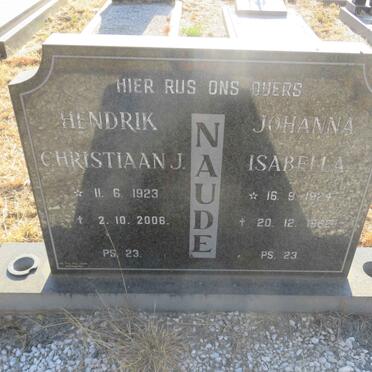 HIER RUS ONS OUERS
HENDRIK
CHRISTIAAN J.
☆ 11. 6. 1923
† 2. 10. 2006.
PS. 23.
NAUDE
JOHANNA
ISABELLA
☆ 16. 9. 1924
† 20. 12.
PS. 23